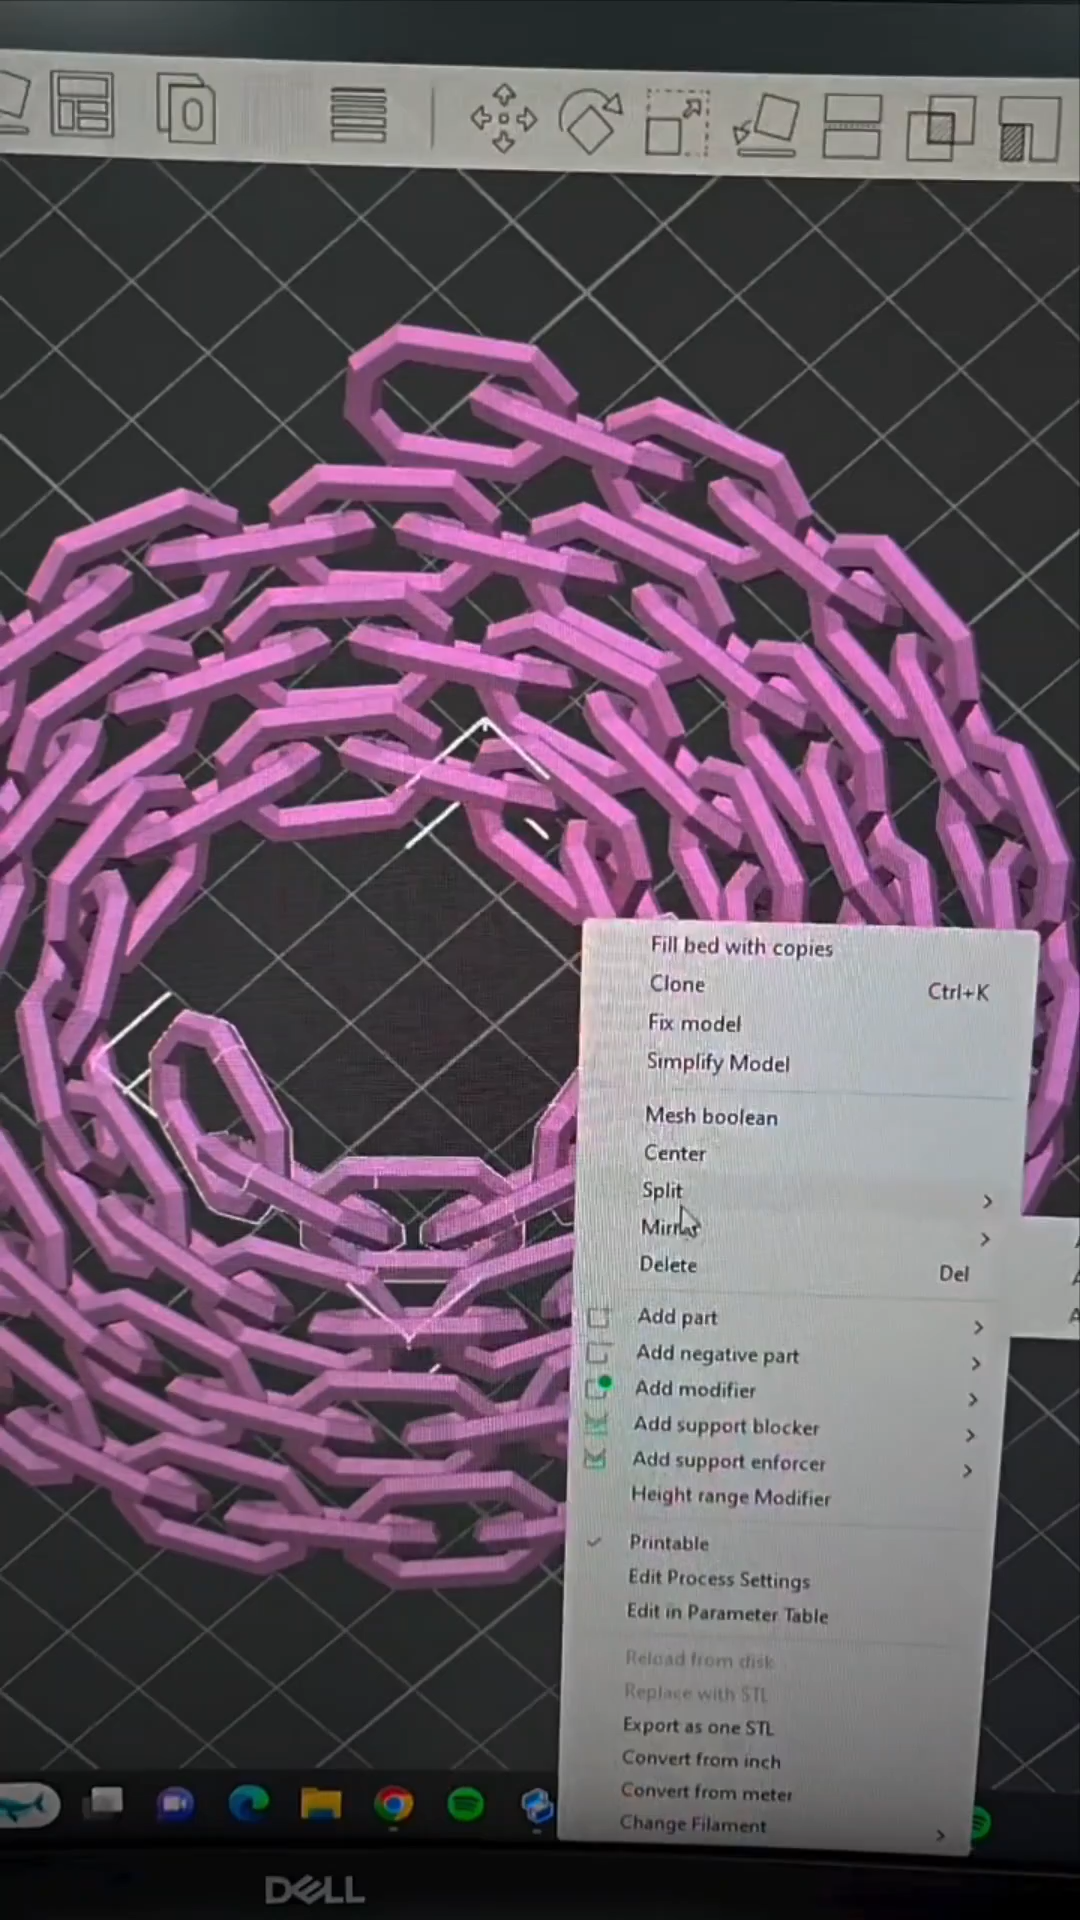 Fill bed with copies
Clone Ctrl+K
Fix model
Simplify Model
Mesh boolean
Center
Split
Mirror
Delete Del
Add part
Add negative part
Add modifier
Add support blocker
Add support enforcer
Height range Modifier
Printable
Edit Process Settings
Edit in Parameter Table
Reload from disk
Replace with STL
Export as one STL
Convert from inch
Convert from meter
Change Filament
DELL